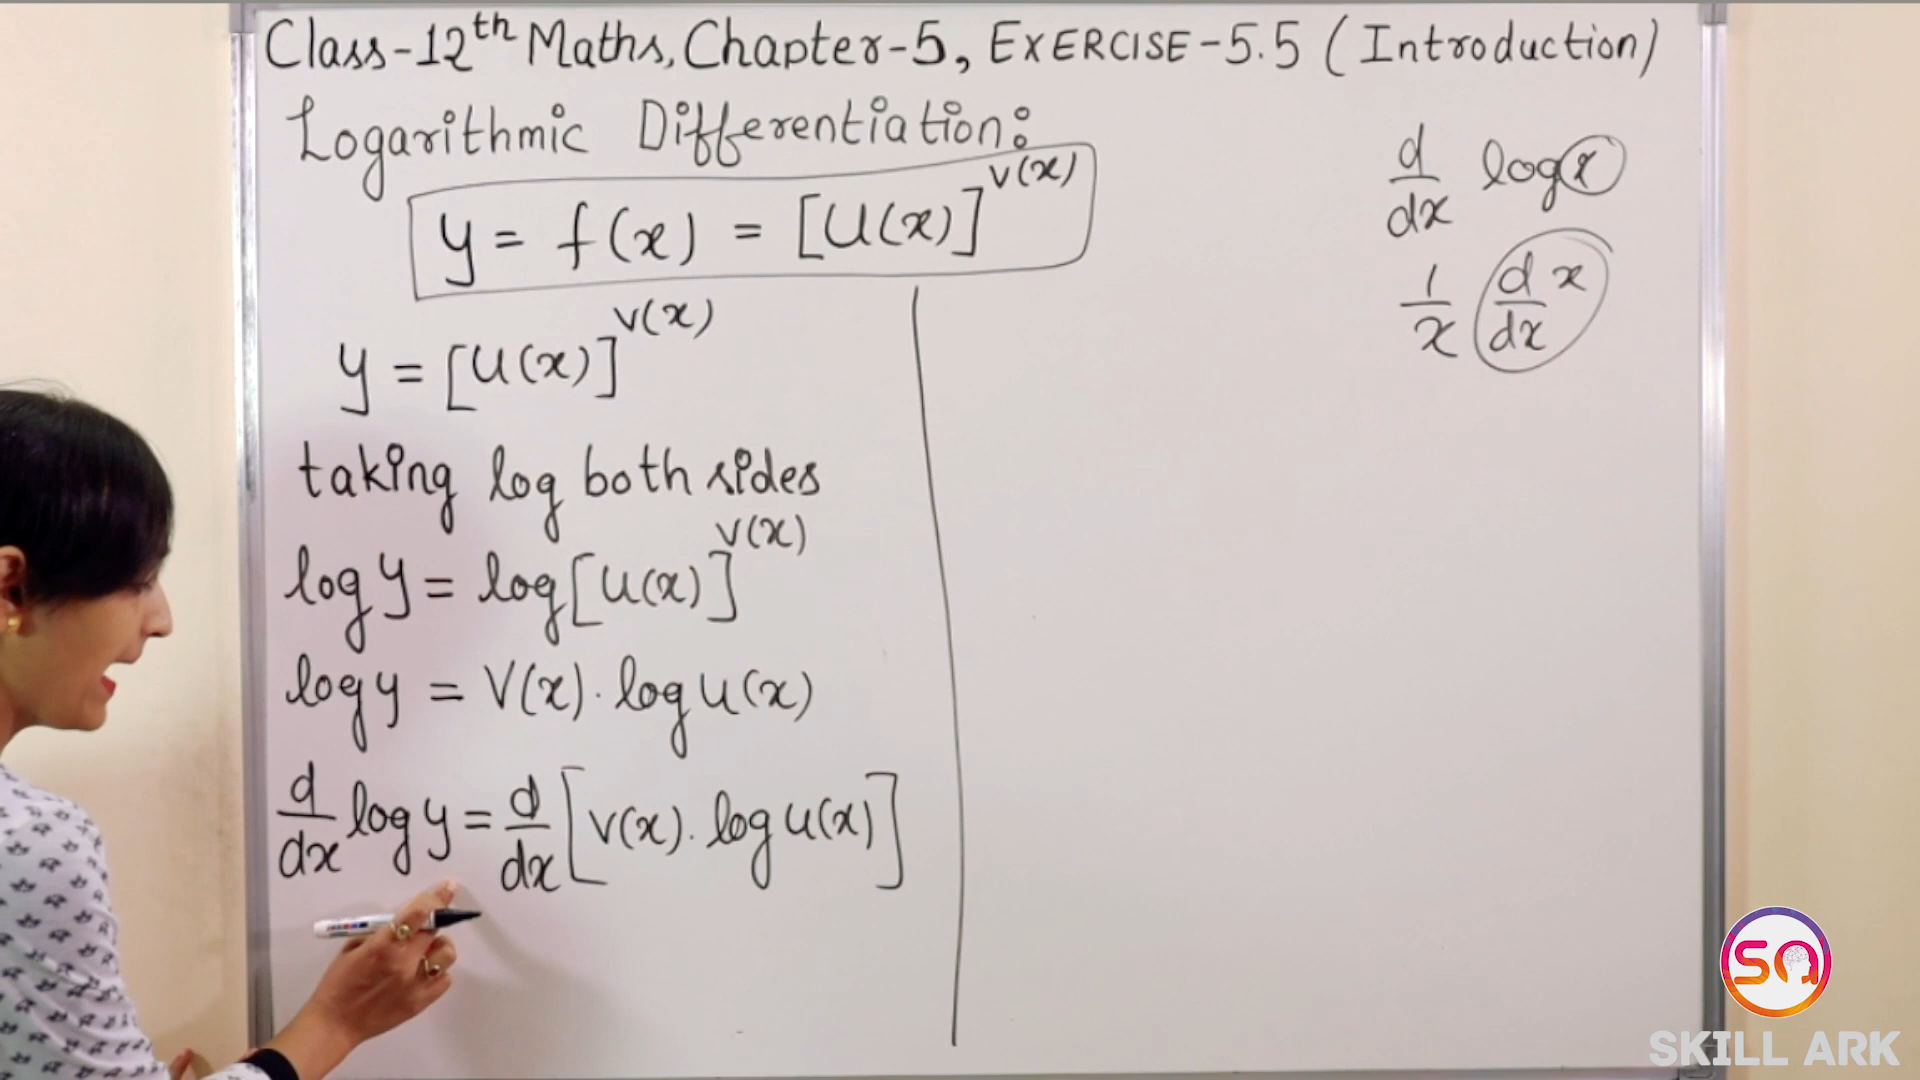 Class-12th Maths, Chapter-5, EXERCISE-5.5 (Introduction)
Logarithmic Differentiation:
y = f(x) = [U(x)]^v(x)
y = [U(x)]^v(x)
taking log both sides
log y = log [U(x)]^v(x)
log y = V(x) · log U(x)
d/dx log y = d/dx [V(x) · log U(x)]
d/dx log x
1/x d/dx x
SA
SKILL ARK